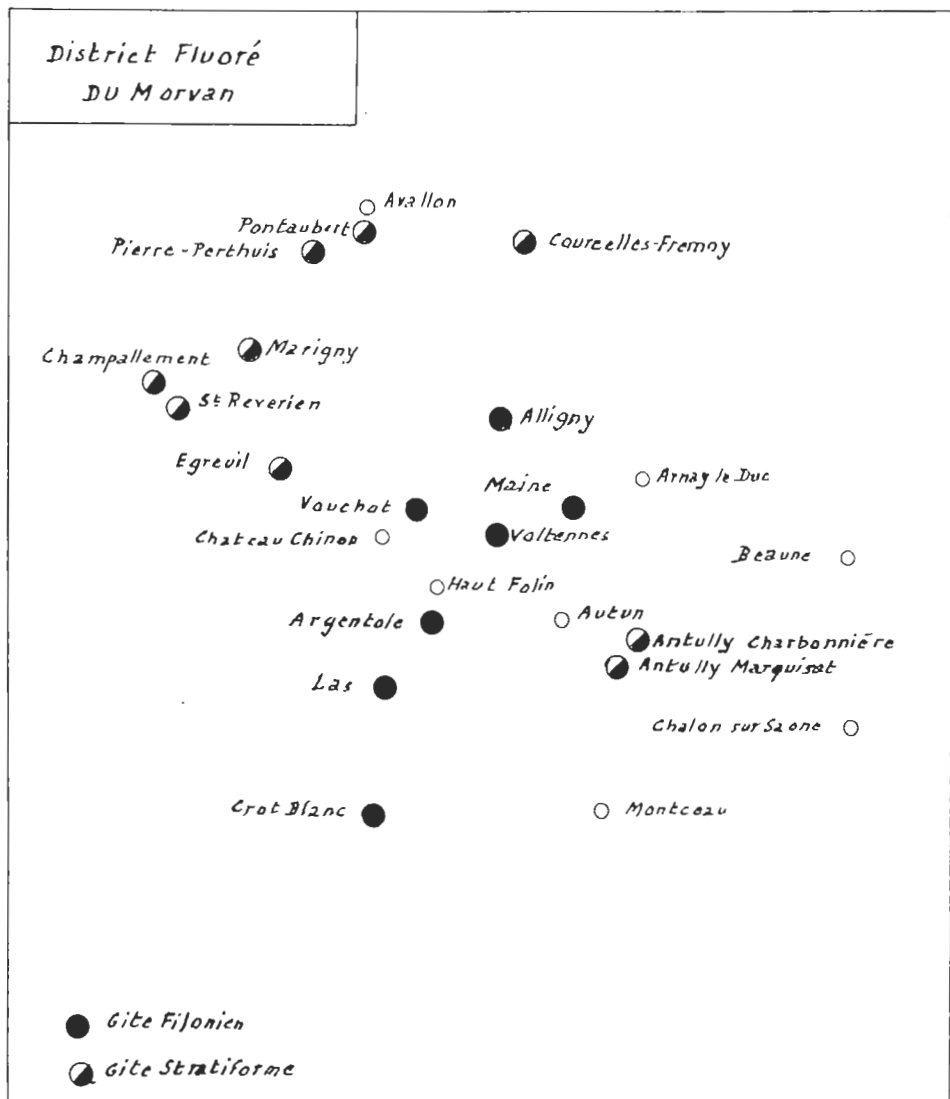 District Fluoré
Du Morvan
Avallon
Pontaubert
Pierre-Perthuis
Courcelles-Fremoy
Marigny
Champallement
St Reverien
Alligny
Egreuil
Arnay le Duc
Maine
Vouchot
Voltennes
Chateau Chinon
Beaune
Haut Folin
Argentole
Autun
Antully Charbonnière
Antully Marquisat
Las
Chalon sur Saone
Crot Blanc
Montceau
Gite Filonien
Gite Stratiforme